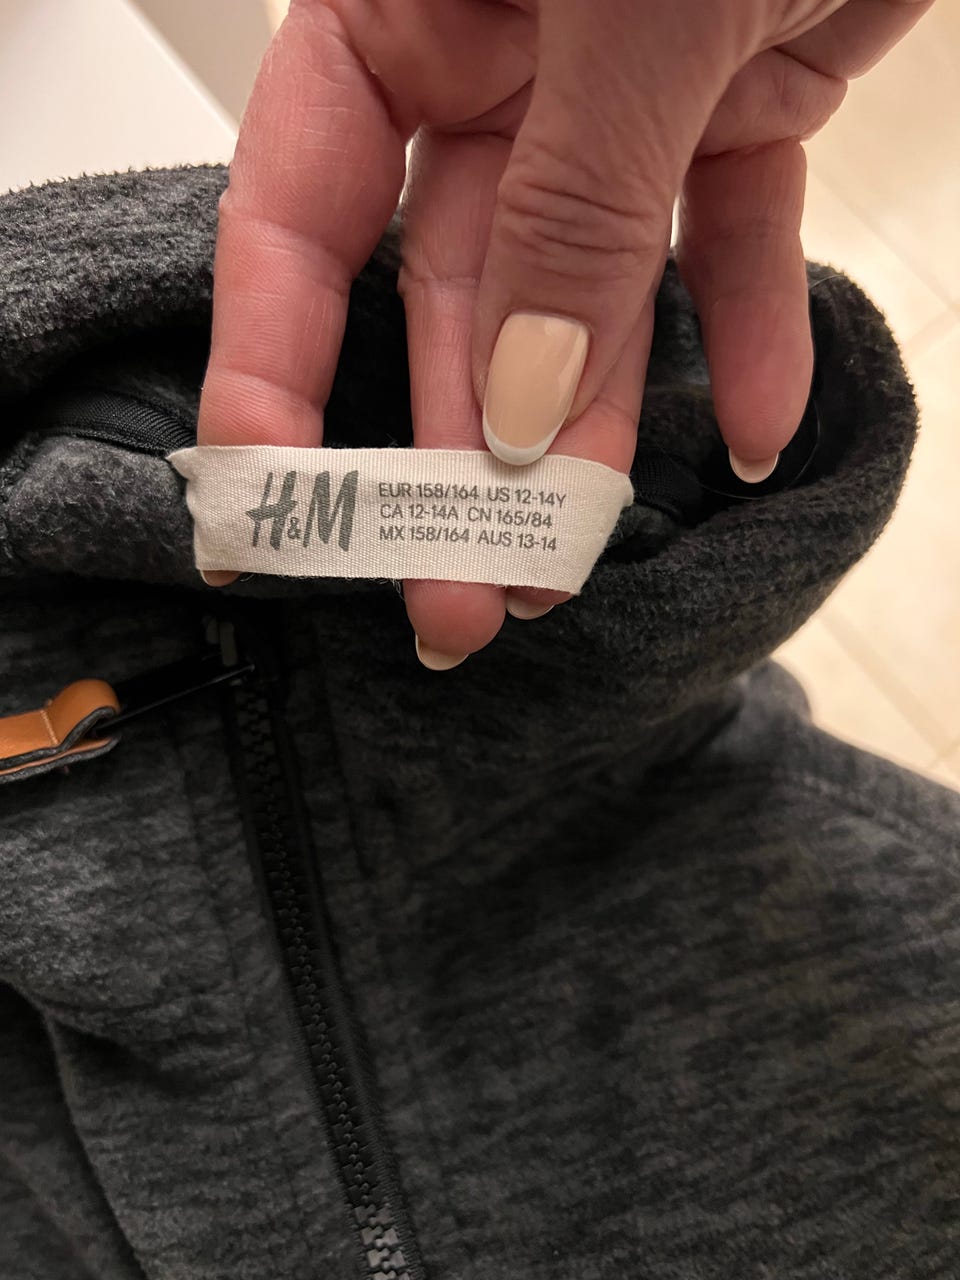 H&M
EUR 158/164 US 12-14Y
CA 12-14A CN 165/84
MX 158/164 AUS 13-14